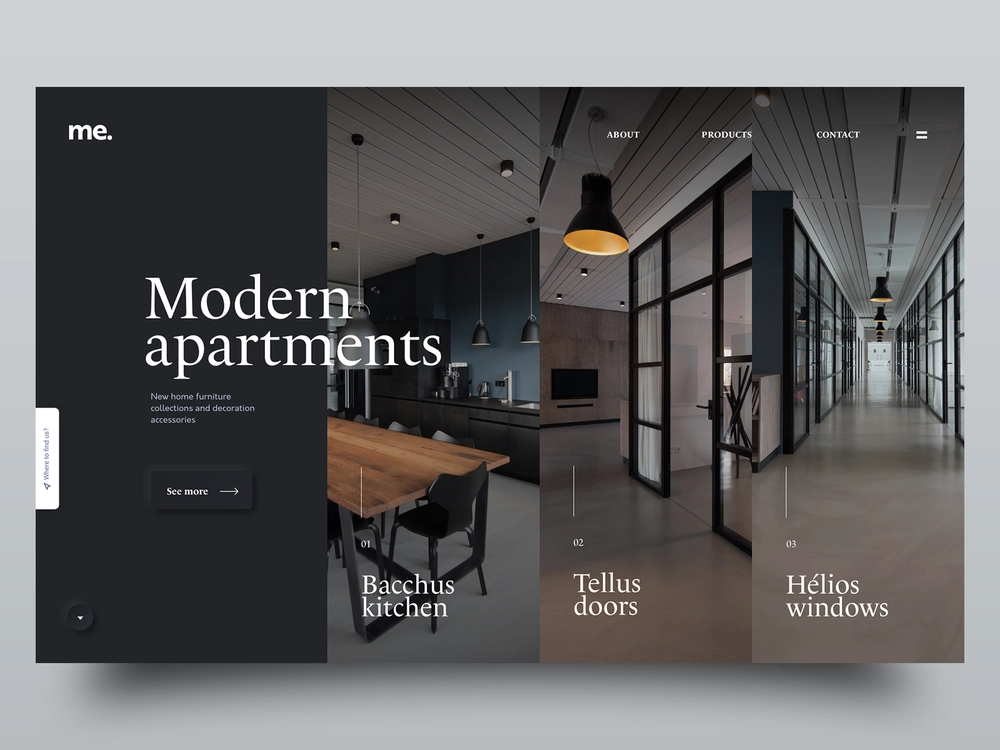 me.
ABOUT PRODUCTS CONTACT
Modern
apartments
New home furniture
collections and decoration
accessories
Where to find us?
See more
01
Bacchus
kitchen
02
Tellus
doors
03
Hélios
windows